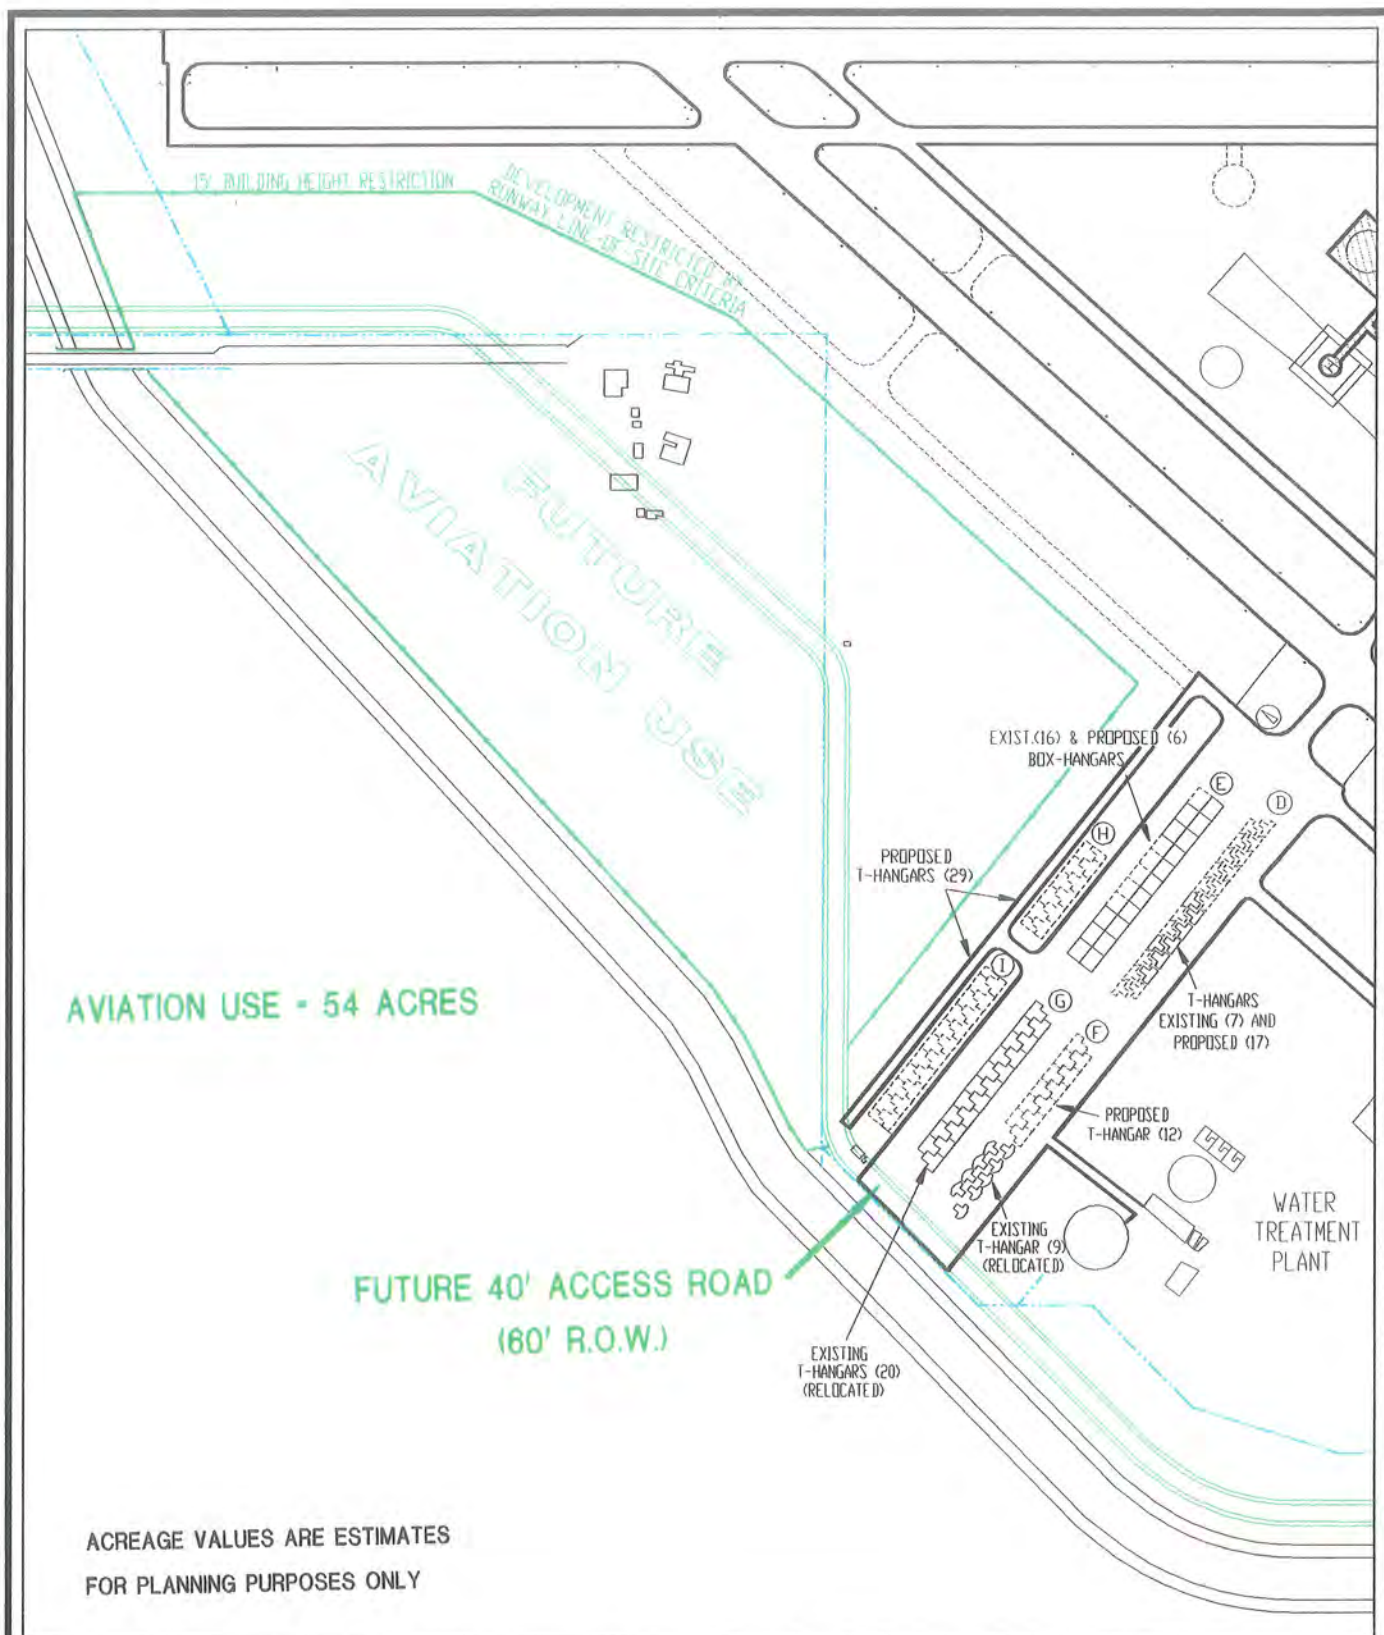 15' BUILDING HEIGHT RESTRICTION
DEVELOPMENT RESTRICTED BY
RUNWAY LINE-OF-SITE CRITERIA
H
FUTURE
AVIATION USE
EXIST.(16) & PROPOSED (6)
BOX-HANGARS
E
D
H
PROPOSED
T-HANGARS (29)
I
G
F
T-HANGARS
EXISTING (7) AND
PROPOSED (17)
AVIATION USE - 54 ACRES
PROPOSED
T-HANGAR (12)
WATER
TREATMENT
PLANT
EXISTING
T-HANGAR (9)
(RELOCATED)
FUTURE 40' ACCESS ROAD
(60' R.O.W.)
EXISTING
T-HANGARS (20)
(RELOCATED)
ACREAGE VALUES ARE ESTIMATES
FOR PLANNING PURPOSES ONLY